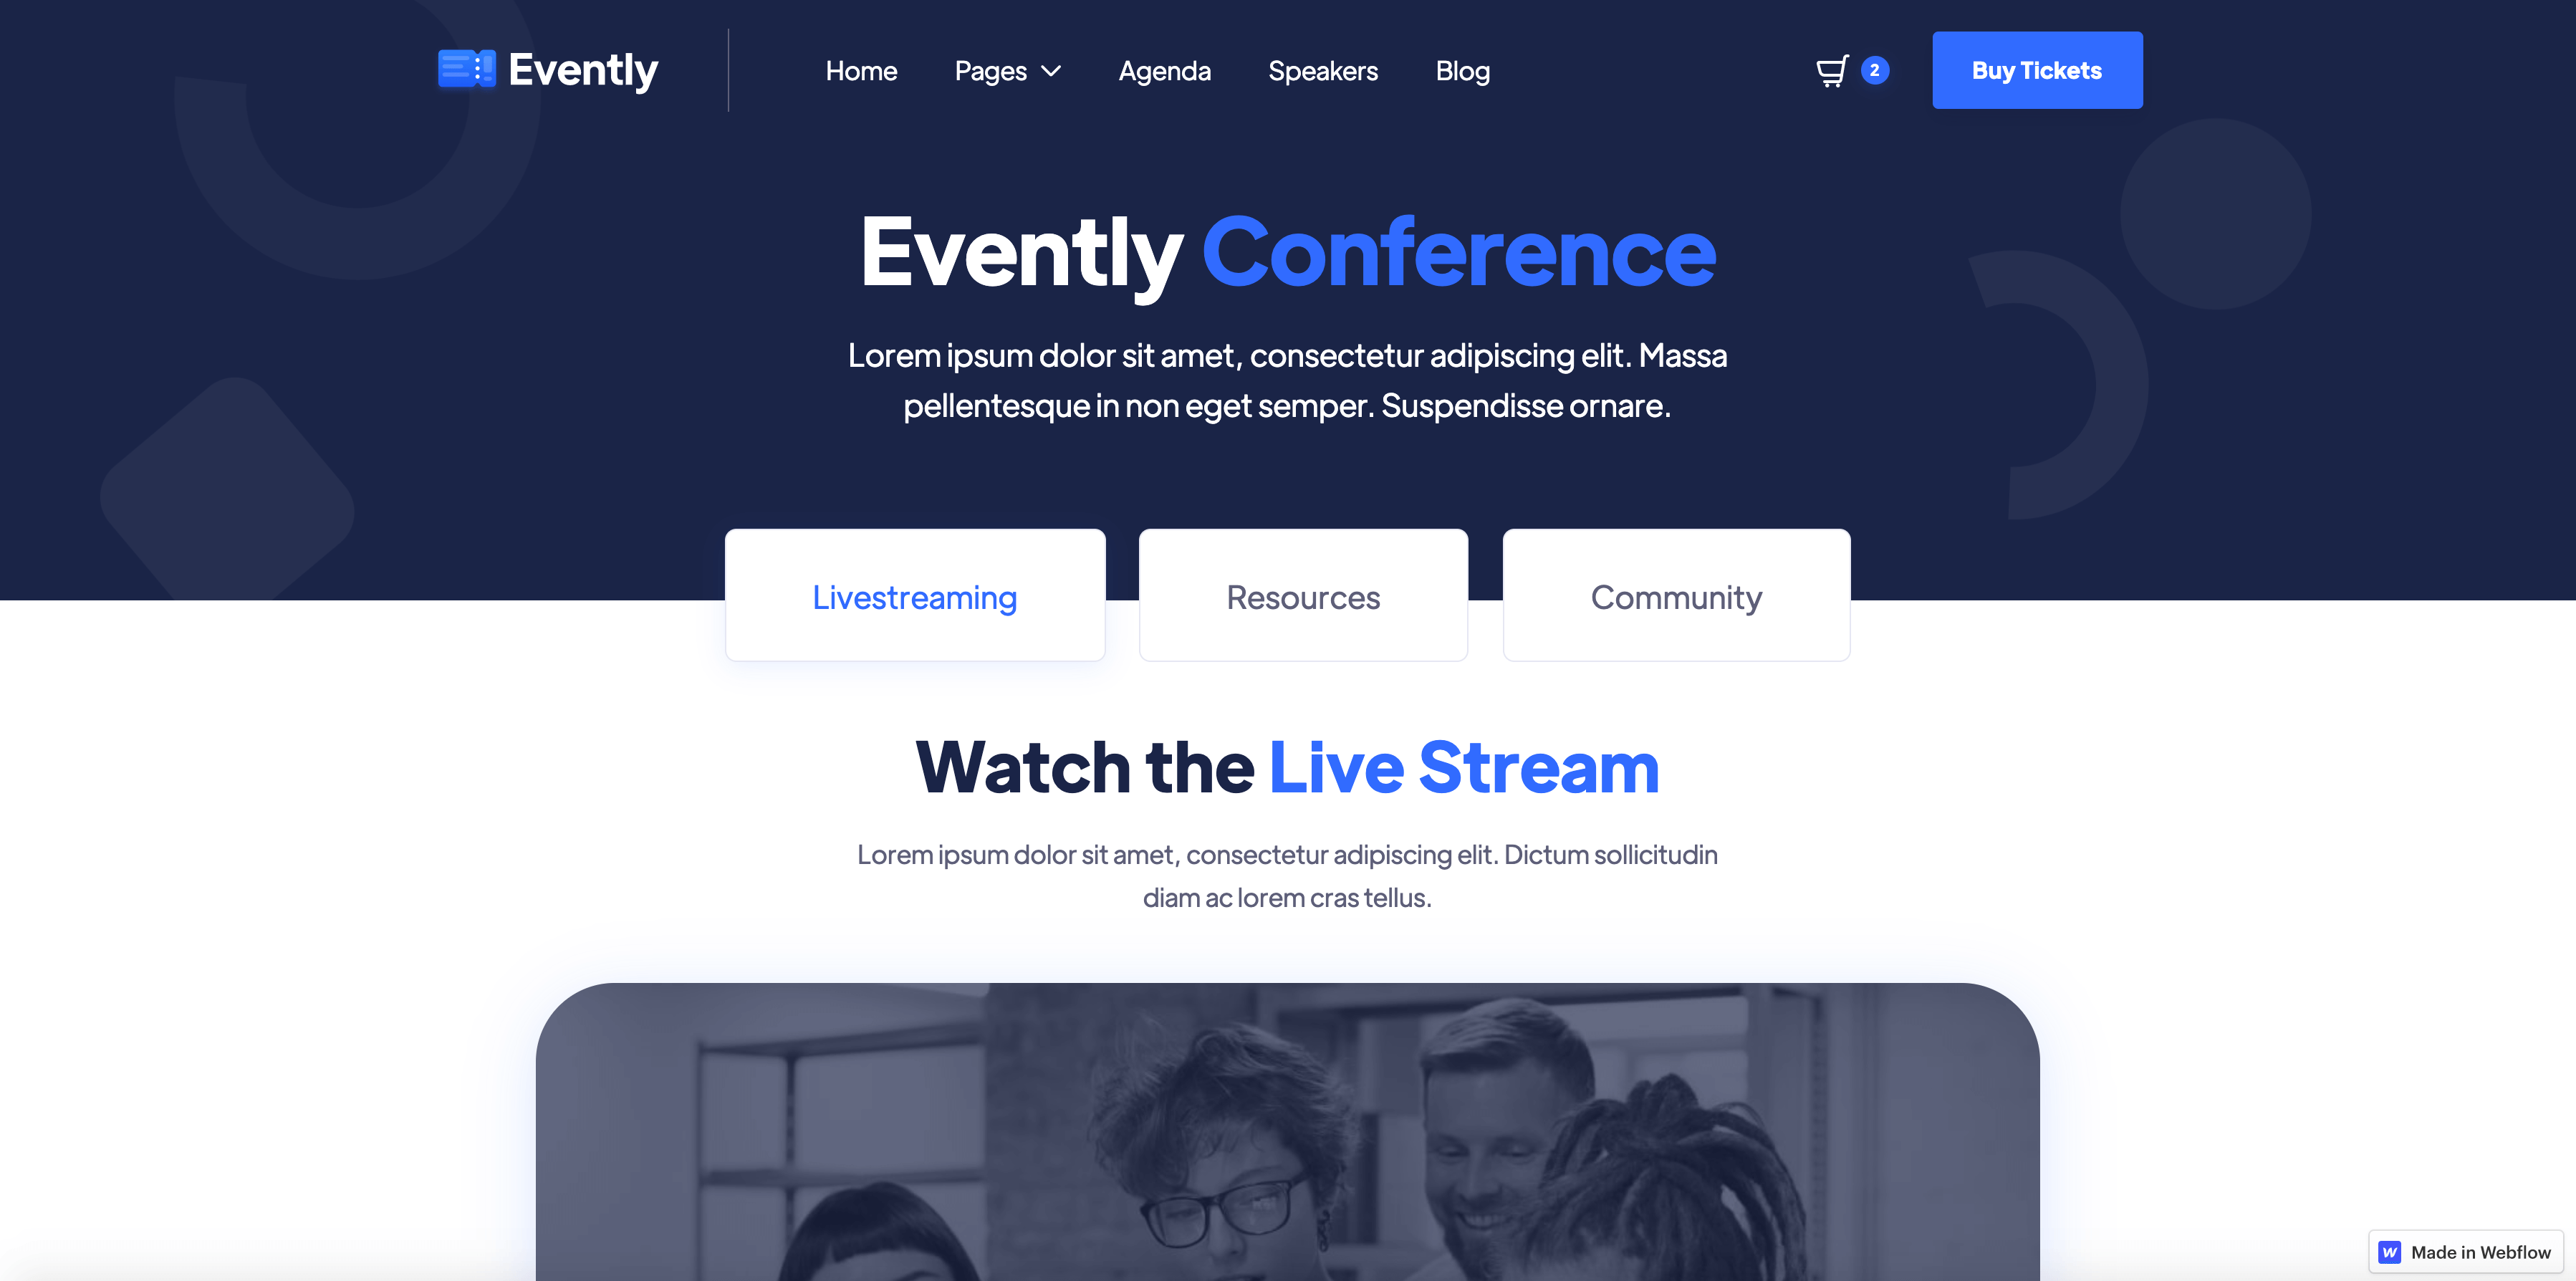 Evently
Home Pages Agenda Speakers Blog
2
Buy Tickets
Evently Conference
Lorem ipsum dolor sit amet, consectetur adipiscing elit. Massa
pellentesque in non eget semper. Suspendisse ornare.
Livestreaming
Resources
Community
Watch the Live Stream
Lorem ipsum dolor sit amet, consectetur adipiscing elit. Dictum sollicitudin
diam ac lorem cras tellus.
Made in Webflow